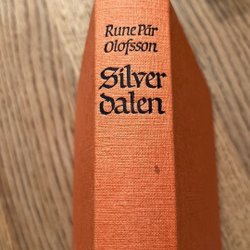 Rune Pär
Olofsson
Silver
dalen